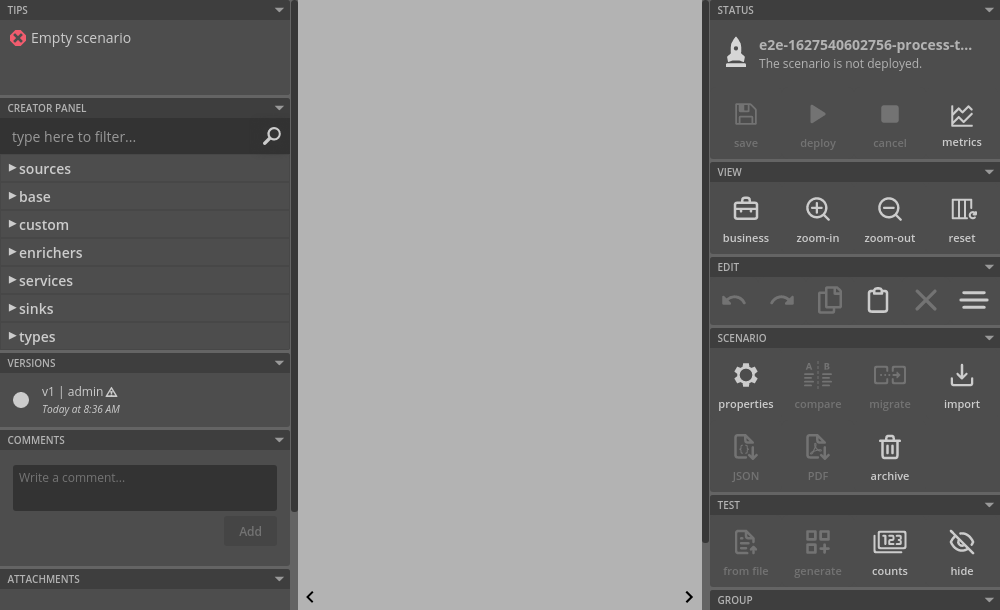 TIPS
Empty scenario
CREATOR PANEL
type here to filter...
sources
base
custom
enrichers
services
sinks
types
VERSIONS
v1 | admin
Today at 8:36 AM
COMMENTS
Write a comment...
Add
ATTACHMENTS
STATUS
e2e-1627540602756-process-t...
The scenario is not deployed.
save deploy cancel metrics
VIEW
business zoom-in zoom-out reset
EDIT
SCENARIO
A B
properties compare migrate import
JSON PDF archive
TEST
123
from file generate counts hide
GROUP